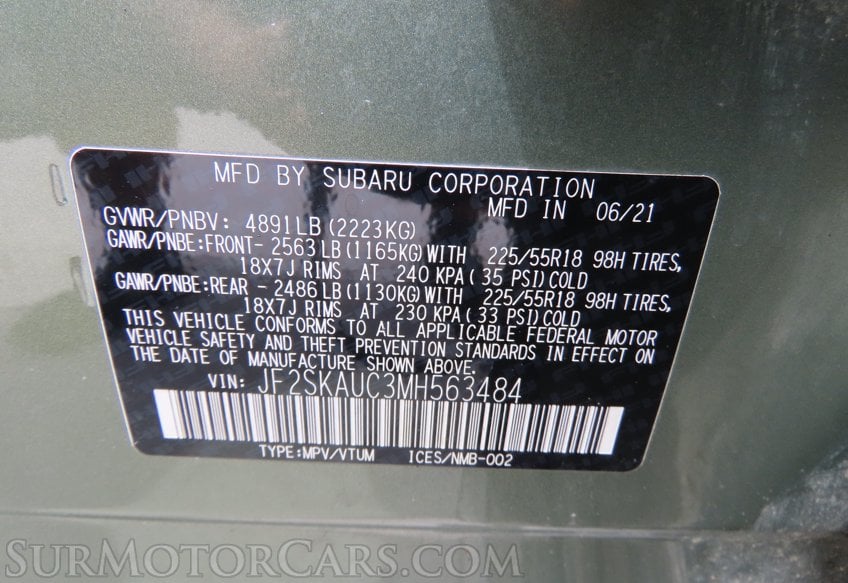 MFD BY SUBARU CORPORATION
MFD IN 06/21
GVWR/PNBV: 4891LB(2223KG)
GAWR/PNBE:FRONT- 2563LB(1165KG)WITH 225/55R18 98H TIRES,
18X7J RIMS AT 240 KPA(35 PSI)COLD
GAWR/PNBE:REAR - 2486LB(1130KG)WITH 225/55R18 98H TIRES,
18X7J RIMS AT 230 KPA(33 PSI)COLD
THIS VEHICLE CONFORMS TO ALL APPLICABLE FEDERAL MOTOR
VEHICLE SAFETY AND THEFT PREVENTION STANDARDS IN EFFECT ON
THE DATE OF MANUFACTURE SHOWN ABOVE.
VIN: JF2SKAUC3MH563484
TYPE:MPV/VTUM ICES/NMB-002
SurMotorCars.com